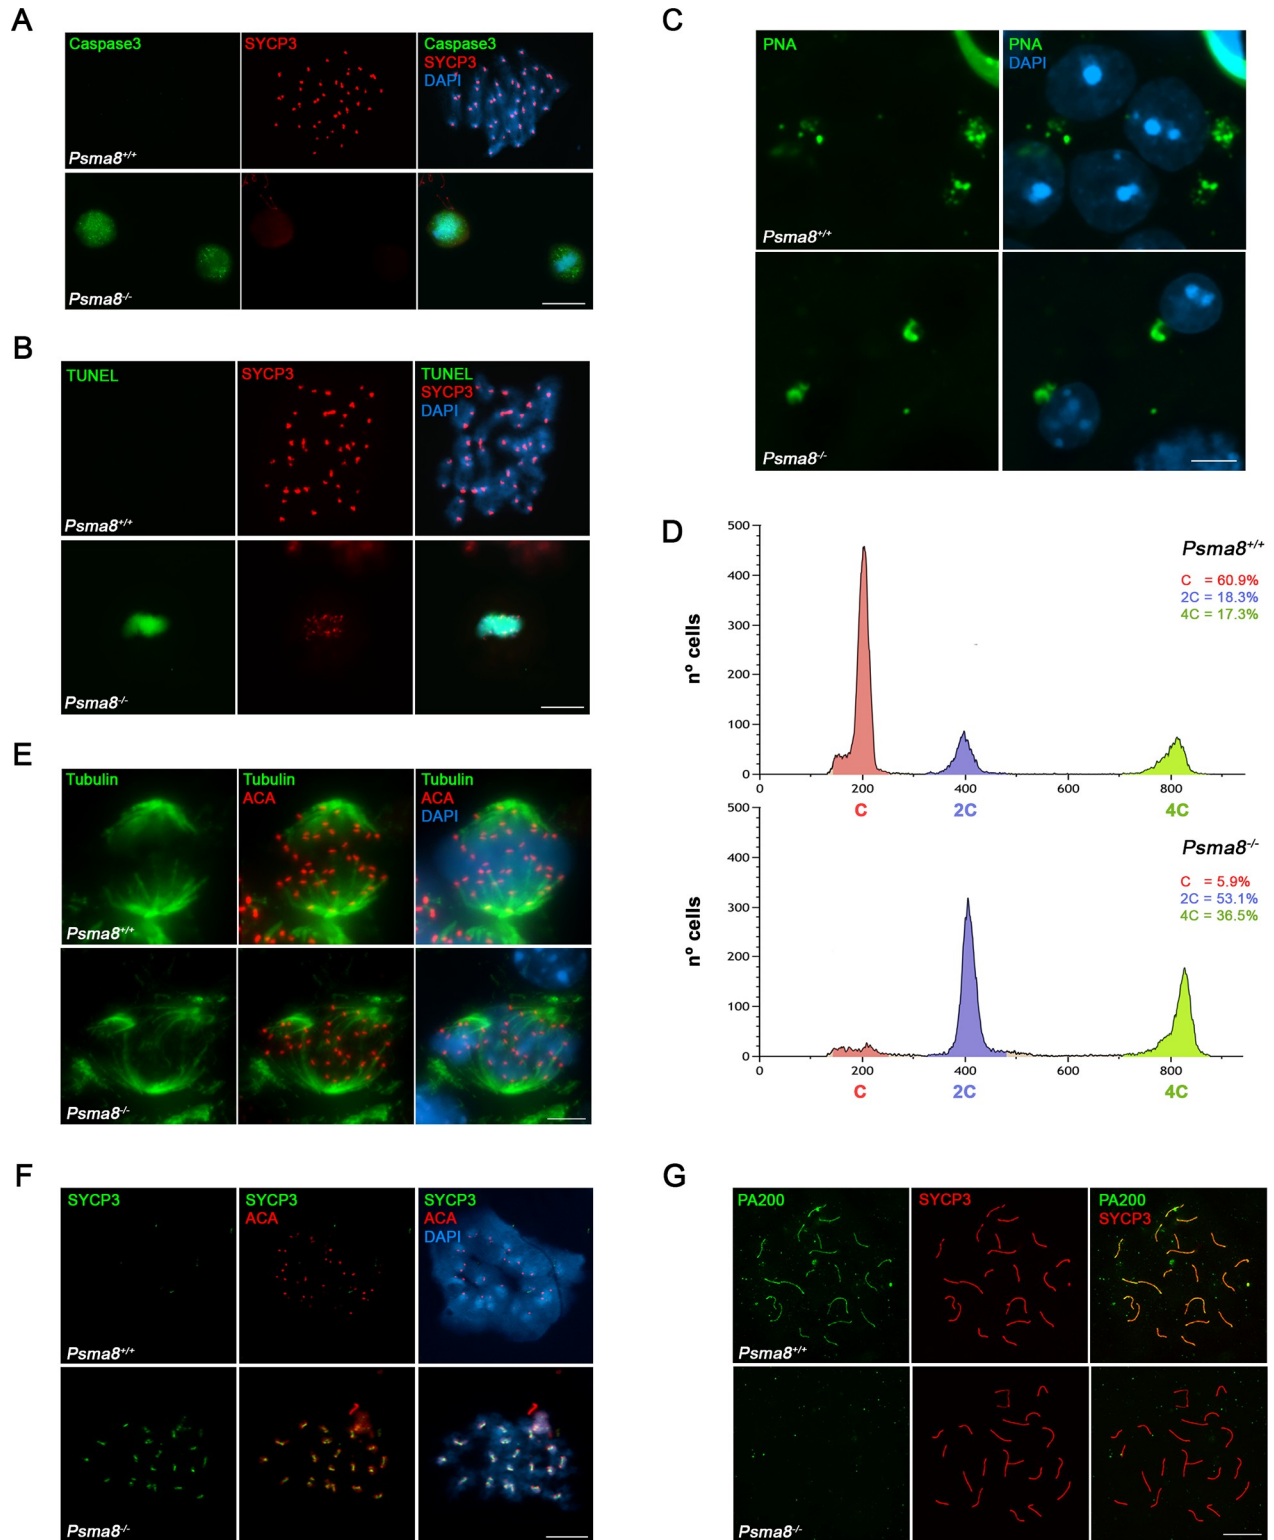 A
Caspase3
SYCP3
Caspase3
SYCP3
DAPI
Psma8+/+
Psma8-/-
B
TUNEL
SYCP3
TUNEL
SYCP3
DAPI
Psma8+/+
Psma8-/-
C
PNA
PNA
DAPI
Psma8+/+
Psma8-/-
D
500
400
300
200
100
0
nº cells
Psma8+/+
C = 60.9%
2C = 18.3%
4C = 17.3%
0 200 400 600 800
C 2C 4C
500
400
300
200
100
0
nº cells
Psma8-/-
C = 5.9%
2C = 53.1%
4C = 36.5%
0 200 400 600 800
C 2C 4C
E
Tubulin
Tubulin
ACA
Tubulin
ACA
DAPI
Psma8+/+
Psma8-/-
F
SYCP3
SYCP3
ACA
SYCP3
ACA
DAPI
Psma8+/+
Psma8-/-
G
PA200
SYCP3
PA200
SYCP3
Psma8+/+
Psma8-/-